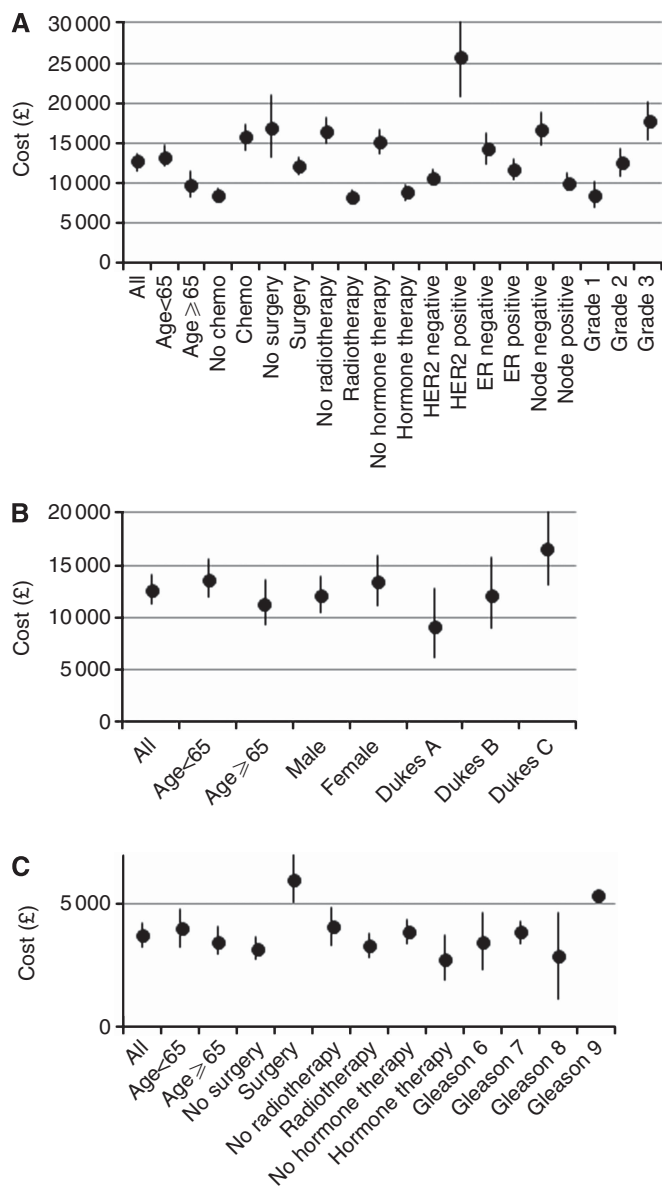 A
Cost (£)
30 000
25 000
20 000
15 000
10 000
5 000
0
All
Age<65
Age⩾65
No chemo
Chemo
No surgery
Surgery
No radiotherapy
Radiotherapy
No hormone therapy
Hormone therapy
HER2 negative
HER2 positive
ER negative
ER positive
Node negative
Node positive
Grade 1
Grade 2
Grade 3
B
Cost (£)
20 000
15 000
10 000
5 000
0
All
Age<65
Age⩾65
Male
Female
Dukes A
Dukes B
Dukes C
C
Cost (£)
5 000
0
All
Age<65
Age⩾65
No surgery
Surgery
No radiotherapy
Radiotherapy
No hormone therapy
Hormone therapy
Gleason 6
Gleason 7
Gleason 8
Gleason 9